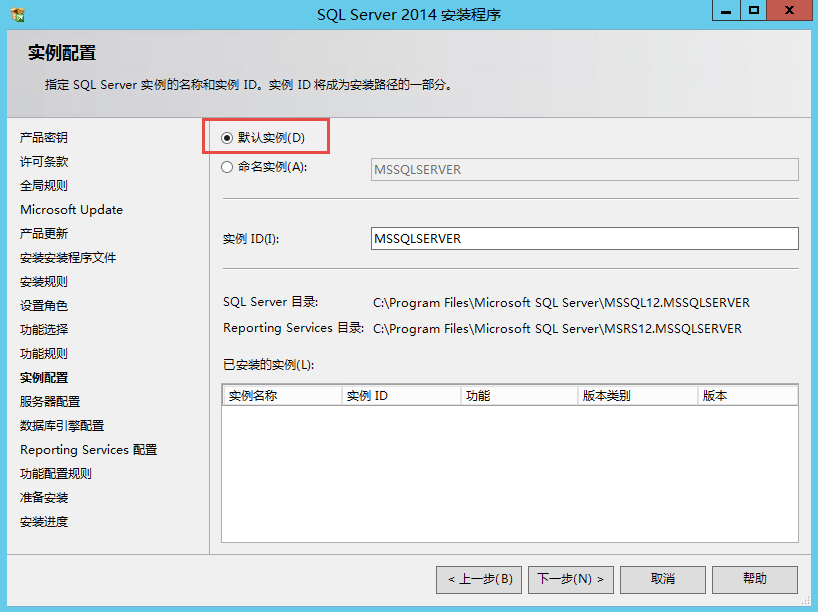 SQL Server 2014 安装程序
实例配置
指定 SQL Server 实例的名称和实例 ID。实例 ID 将成为安装路径的一部分。
产品密钥
许可条款
全局规则
Microsoft Update
产品更新
安装安装程序文件
安装规则
设置角色
功能选择
功能规则
实例配置
服务器配置
数据库引擎配置
Reporting Services 配置
功能配置规则
准备安装
安装进度
默认实例(D)
命名实例(A): MSSQLSERVER
实例 ID(I): MSSQLSERVER
SQL Server 目录: C:\Program Files\Microsoft SQL Server\MSSQL12.MSSQLSERVER
Reporting Services 目录: C:\Program Files\Microsoft SQL Server\MSRS12.MSSQLSERVER
已安装的实例(L):
实例名称 实例 ID 功能 版本类别 版本
< 上一步(B) 下一步(N) > 取消 帮助